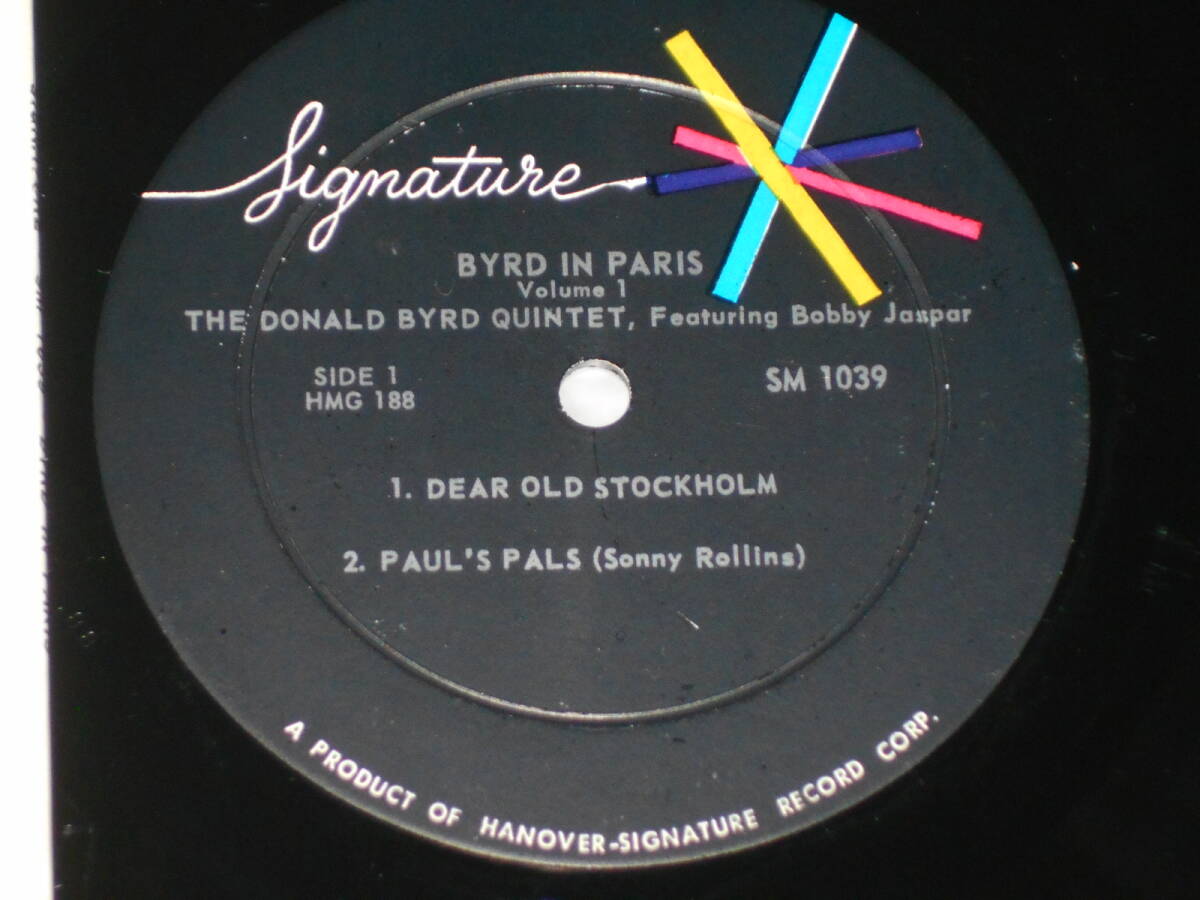 Signature
BYRD IN PARIS
Volume 1
THE DONALD BYRD QUINTET, Featuring Bobby Jaspar
SIDE 1
HMG 188
SM 1039
1. DEAR OLD STOCKHOLM
2. PAUL'S PALS (Sonny Rollins)
A PRODUCT OF HANOVER-SIGNATURE RECORD CORP.